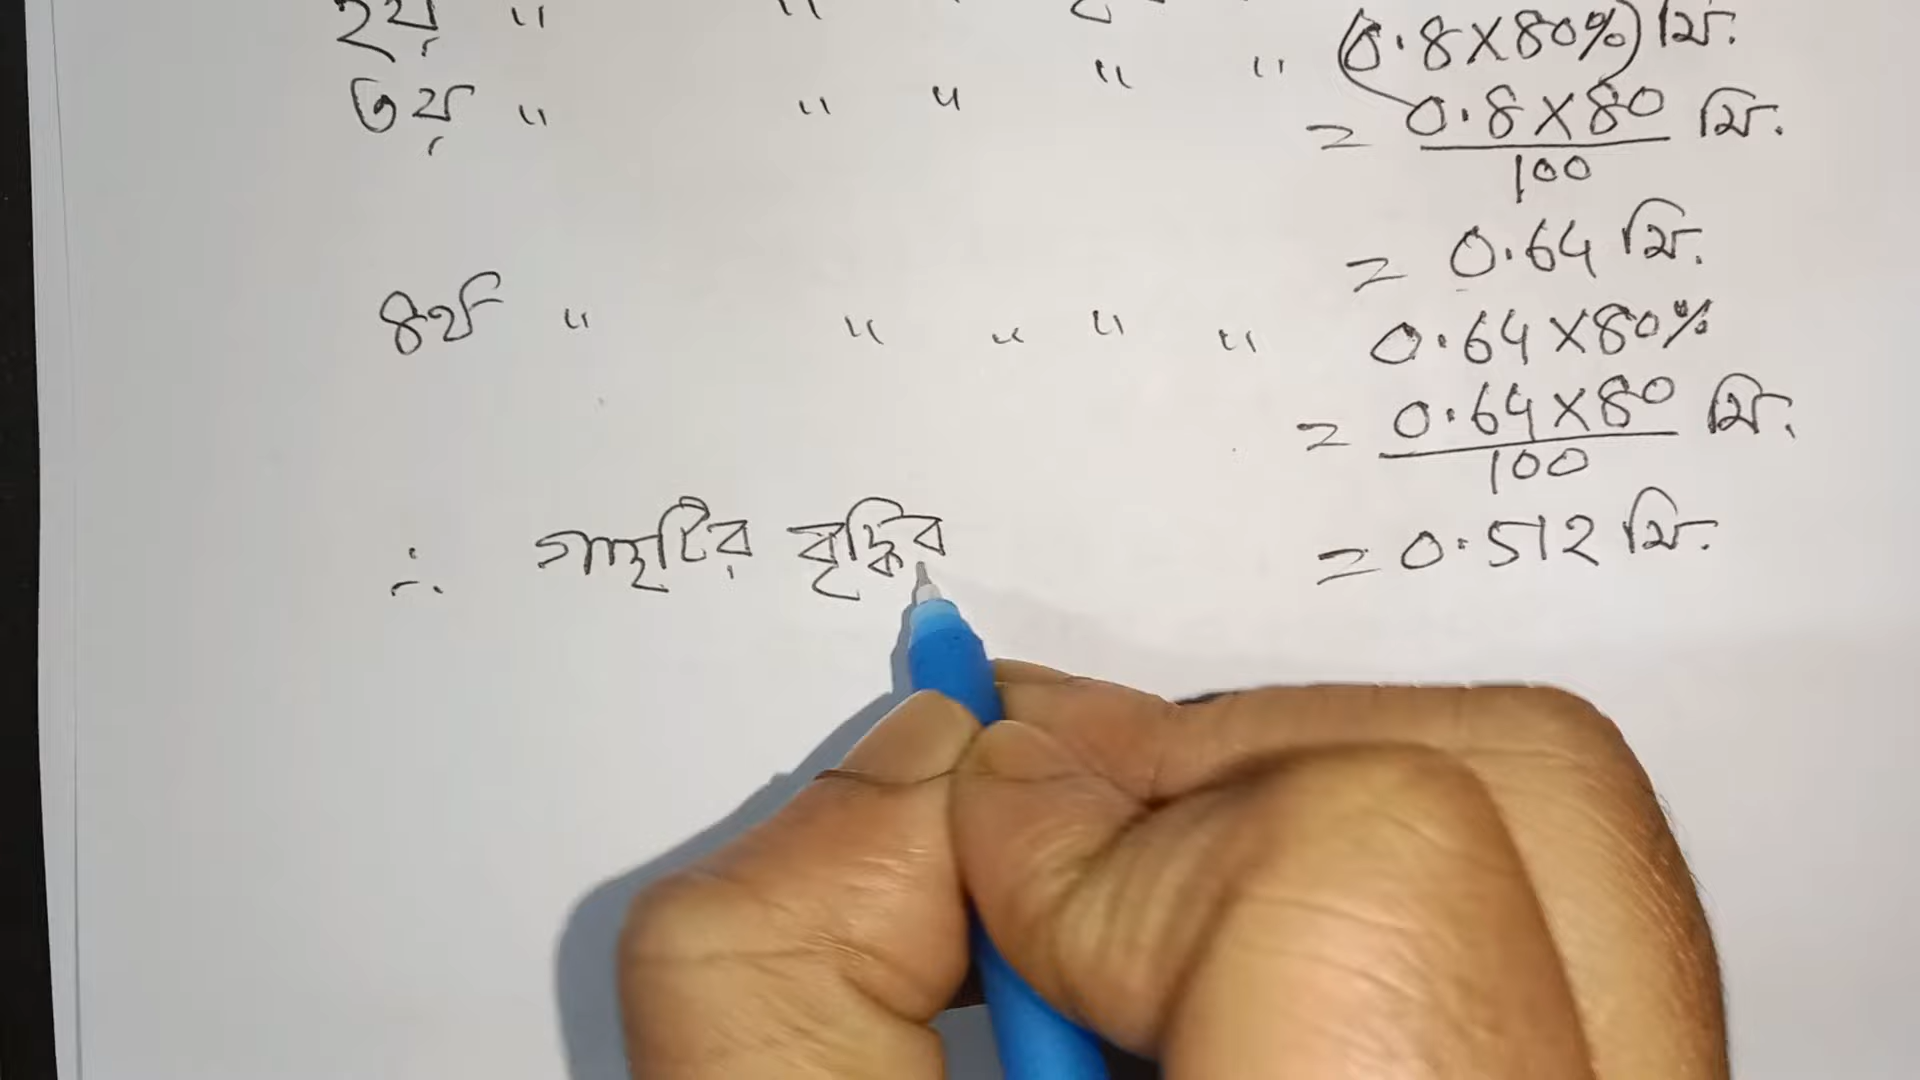 ২য় " " (0.8×80%) মি.
৩য় " " " " "
= 0.8×80/100 মি.
= 0.64 মি.
৪র্থ " " " " " 0.64×80%
= 0.64×80/100 মি.
= 0.512 মি.
∴ গাছটির বৃদ্ধিব